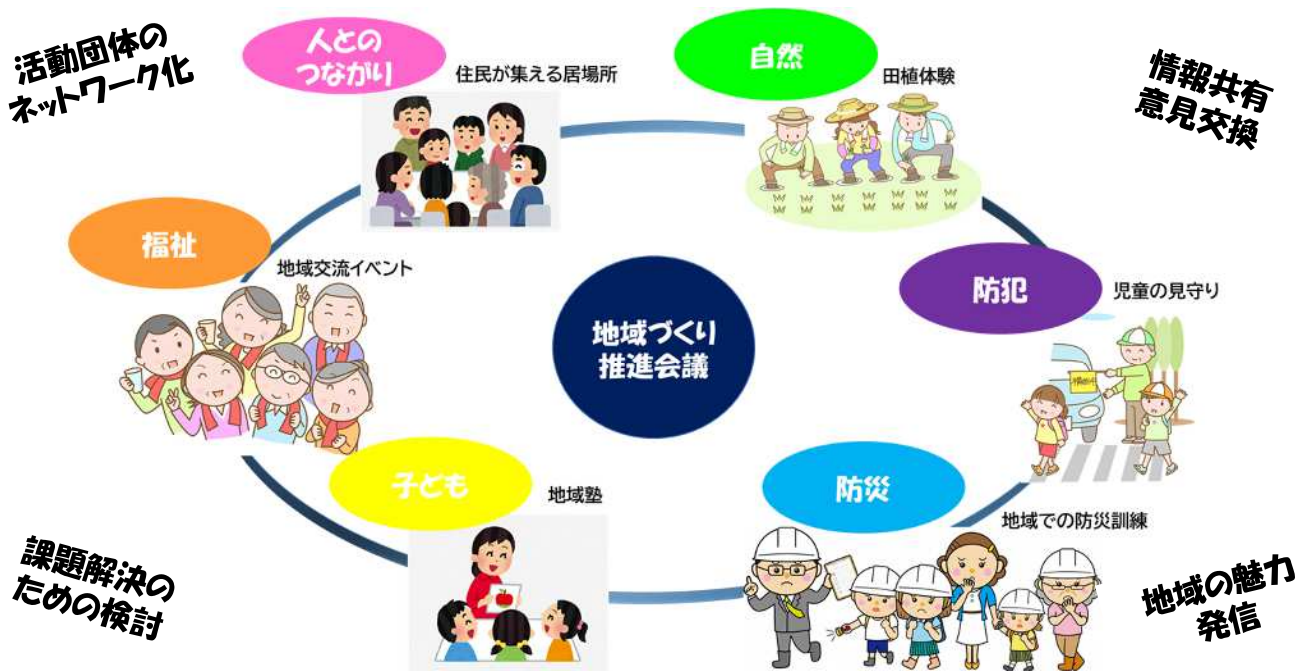 活動団体の
ネットワーク化
人との
つながり
住民が集える居場所
自然
田植体験
情報共有
意見交換
福祉
地域交流イベント
防犯
児童の見守り
地域づくり
推進会議
子ども
地域塾
防災
地域での防災訓練
課題解決の
ための検討
地域の魅力
発信